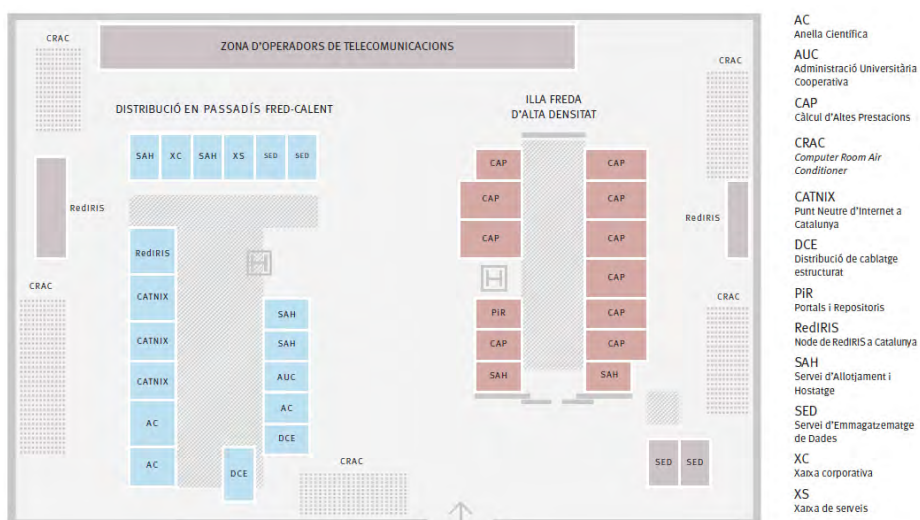 ZONA D'OPERADORS DE TELECOMUNICACIONS
CRAC
CRAC
DISTRIBUCIÓ EN PASSADÍS FRED-CALENT
ILLA FREDA
D'ALTA DENSITAT
SAH XC SAH XS SED SED
RedIRIS
RedIRIS
CATNIX
CATNIX
CATNIX
AC
AC
H
SAH
SAH
AUC
AC
DCE
DCE
CRAC
CRAC
CAP
CAP
CAP
H
PiR
CAP
SAH
CAP
CAP
CAP
CAP
CAP
CAP
SAH
RedIRIS
CRAC
SED SED
AC
Anella Científica
AUC
Administració Universitària
Cooperativa
CAP
Càlcul d'Altes Prestacions
CRAC
Computer Room Air
Conditioner
CATNIX
Punt Neutre d'Internet a
Catalunya
DCE
Distribució de cablatge
estructurat
PiR
Portals i Repositoris
RedIRIS
Node de RedIRIS a Catalunya
SAH
Servei d'Allotjament i
Hostatge
SED
Servei d'Emmagatzematge
de Dades
XC
Xarxa corporativa
XS
Xarxa de serveis